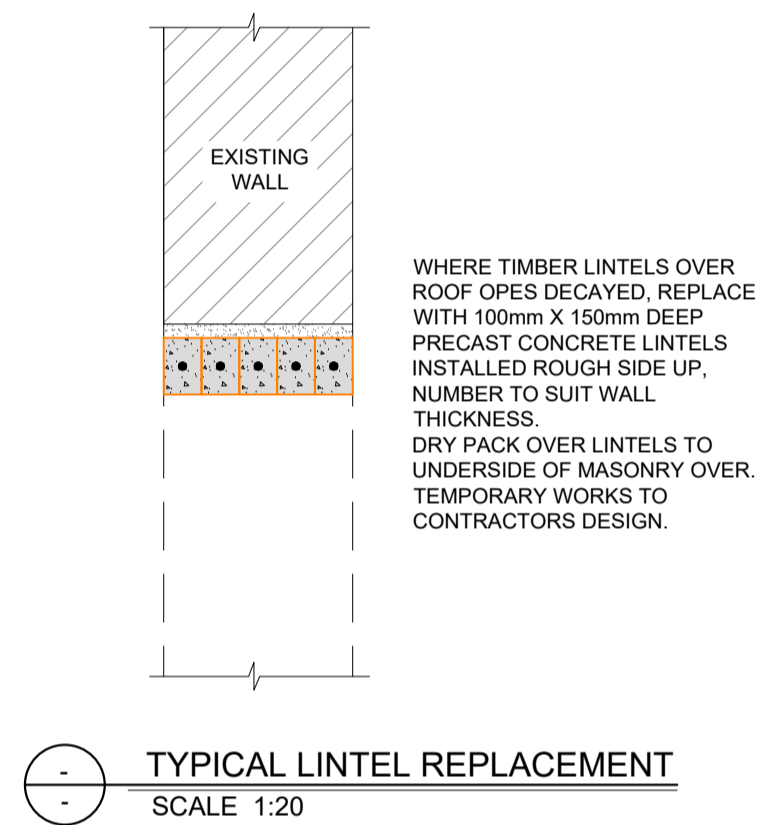 EXISTING
WALL
WHERE TIMBER LINTELS OVER
ROOF OPES DECAYED, REPLACE
WITH 100mm X 150mm DEEP
PRECAST CONCRETE LINTELS
INSTALLED ROUGH SIDE UP,
NUMBER TO SUIT WALL
THICKNESS.
DRY PACK OVER LINTELS TO
UNDERSIDE OF MASONRY OVER.
TEMPORARY WORKS TO
CONTRACTORS DESIGN.
-
-
TYPICAL LINTEL REPLACEMENT
SCALE 1:20